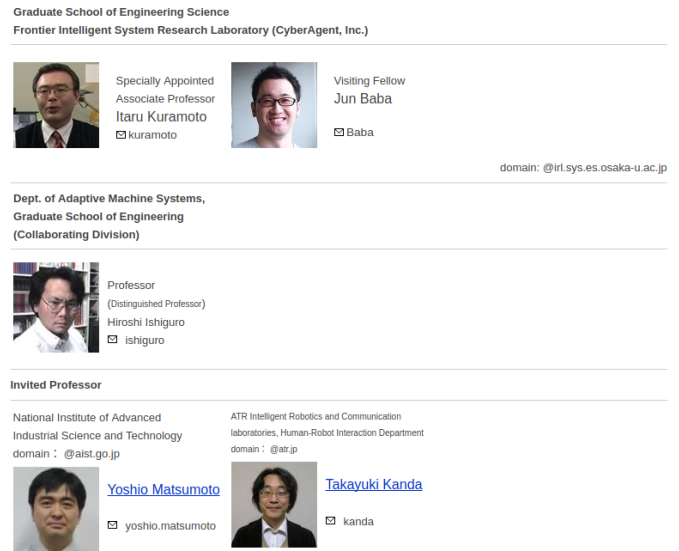 Graduate School of Engineering Science
Frontier Intelligent System Research Laboratory (CyberAgent, Inc.)
Specially Appointed
Associate Professor
Itaru Kuramoto
kuramoto
Visiting Fellow
Jun Baba
Baba
domain: @irl.sys.es.osaka-u.ac.jp
Dept. of Adaptive Machine Systems,
Graduate School of Engineering
(Collaborating Division)
Professor
(Distinguished Professor)
Hiroshi Ishiguro
ishiguro
Invited Professor
National Institute of Advanced
Industrial Science and Technology
domain： @aist.go.jp
Yoshio Matsumoto
yoshio.matsumoto
ATR Intelligent Robotics and Communication
laboratories, Human-Robot Interaction Department
domain： @atr.jp
Takayuki Kanda
kanda